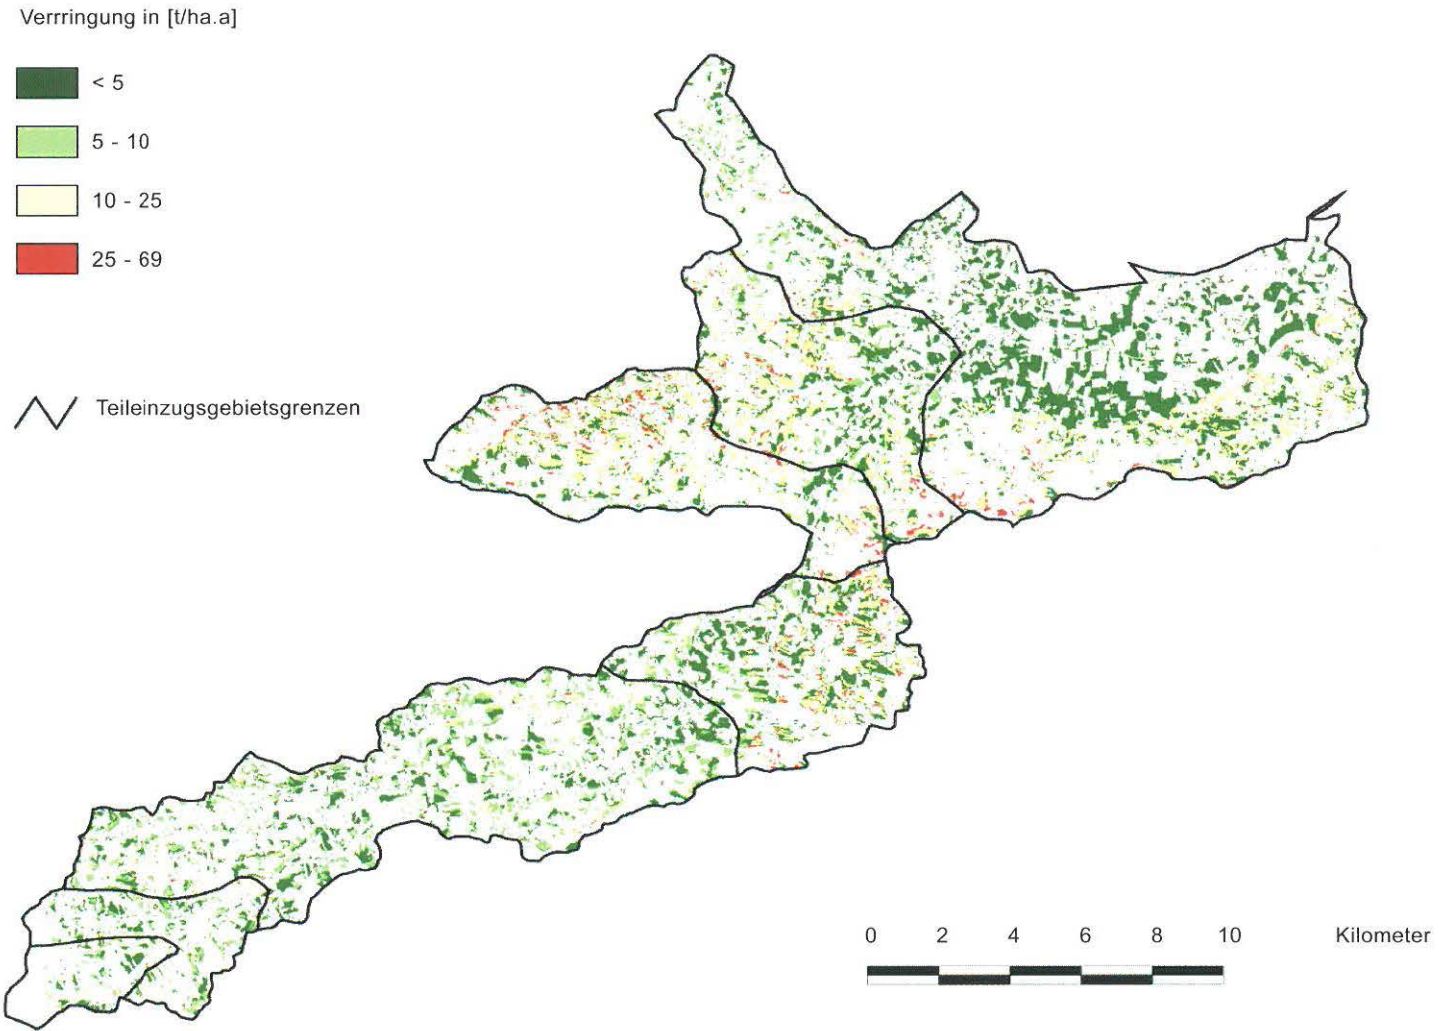 Verrringung in [t/ha.a]
< 5
5 - 10
10 - 25
25 - 69
Teileinzugsgebietsgrenzen
0 2 4 6 8 10 Kilometer